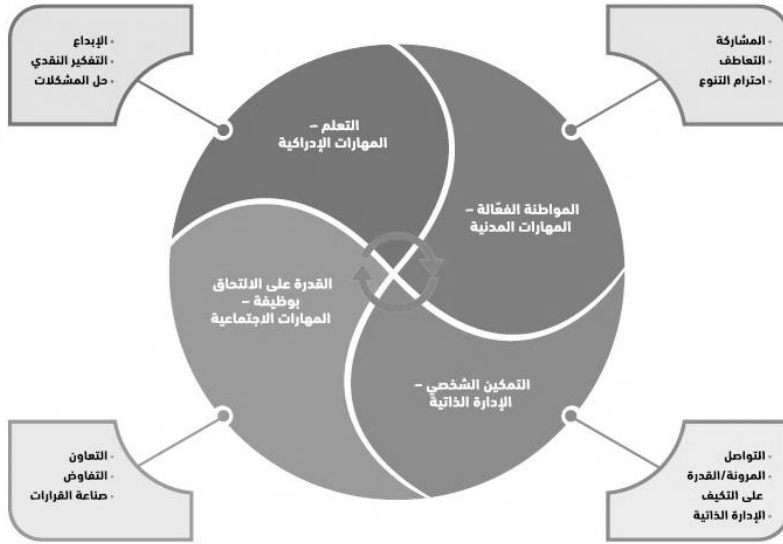 • المشاركة
• التعاطف
• احترام التنوع
• الإبداع
• التفكير النقدي
• حل المشكلات
التعلم –
المهارات الإدراكية
المواطنة الفعّالة –
المهارات المدنية
القدرة على الالتحاق
بوظيفة –
المهارات الاجتماعية
التمكين الشخصي –
الإدارة الذاتية
• التواصل
• المرونة/القدرة
على التكيف
• الإدارة الذاتية
• التعاون
• التفاوض
• صناعة القرارات